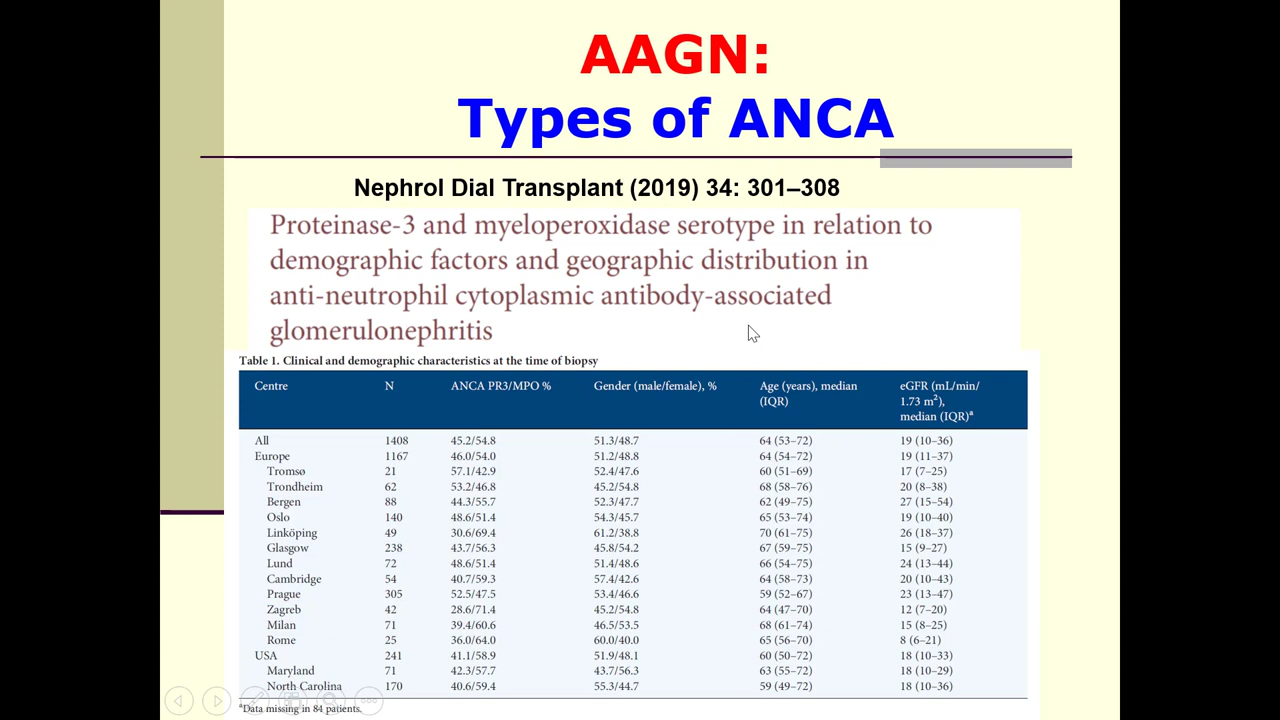 AAGN:
Types of ANCA
Nephrol Dial Transplant (2019) 34: 301–308
Proteinase-3 and myeloperoxidase serotype in relation to
demographic factors and geographic distribution in
anti-neutrophil cytoplasmic antibody-associated
glomerulonephritis
Table 1. Clinical and demographic characteristics at the time of biopsy
Centre N ANCA PR3/MPO % Gender (male/female), % Age (years), median (IQR) eGFR (mL/min/1.73 m²), median (IQR)ᵃ
All 1408 45.2/54.8 51.3/48.7 64 (53–72) 19 (10–36)
Europe 1167 46.0/54.0 51.2/48.8 64 (54–72) 19 (11–37)
Tromsø 21 57.1/42.9 52.4/47.6 60 (51–69) 17 (7–25)
Trondheim 62 53.2/46.8 45.2/54.8 68 (58–76) 20 (8–38)
Bergen 88 44.3/55.7 52.3/47.7 62 (49–75) 27 (15–54)
Oslo 140 48.6/51.4 54.3/45.7 65 (53–74) 19 (10–40)
Linköping 49 30.6/69.4 61.2/38.8 70 (61–75) 26 (18–37)
Glasgow 238 43.7/56.3 45.8/54.2 67 (59–75) 15 (9–27)
Lund 72 48.6/51.4 51.4/48.6 66 (54–75) 24 (13–44)
Cambridge 54 40.7/59.3 57.4/42.6 64 (58–73) 20 (10–43)
Prague 305 52.5/47.5 53.4/46.6 59 (52–67) 23 (13–47)
Zagreb 42 28.6/71.4 45.2/54.8 64 (47–70) 12 (7–20)
Milan 71 39.4/60.6 46.5/53.5 68 (61–74) 15 (8–25)
Rome 25 36.0/64.0 60.0/40.0 65 (56–70) 8 (6–21)
USA 241 41.1/58.9 51.9/48.1 60 (50–72) 18 (10–33)
Maryland 71 42.3/57.7 43.7/56.3 63 (55–72) 18 (10–29)
North Carolina 170 40.6/59.4 55.3/44.7 59 (49–72) 18 (10–36)
ᵃData missing in 84 patients.